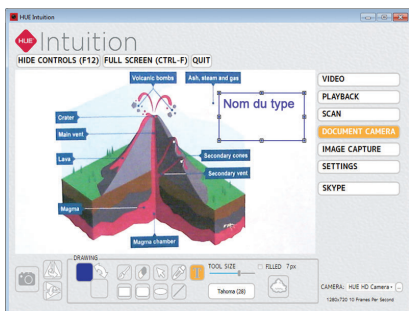 HUE Intuition
HUE Intuition
HIDE CONTROLS (F12) FULL SCREEN (CTRL-F) QUIT
Volcanic bombs
Ash, steam and gas
Nom du type
Crater
Main vent
Lava
Secondary cones
Secondary vent
Magma
Magma chamber
VIDEO
PLAYBACK
SCAN
DOCUMENT CAMERA
IMAGE CAPTURE
SETTINGS
SKYPE
DRAWING
TOOL SIZE
FILLED 7px
Tahoma (28)
CAMERA: HUE HD Camera
1280x720 10 Frames Per Second